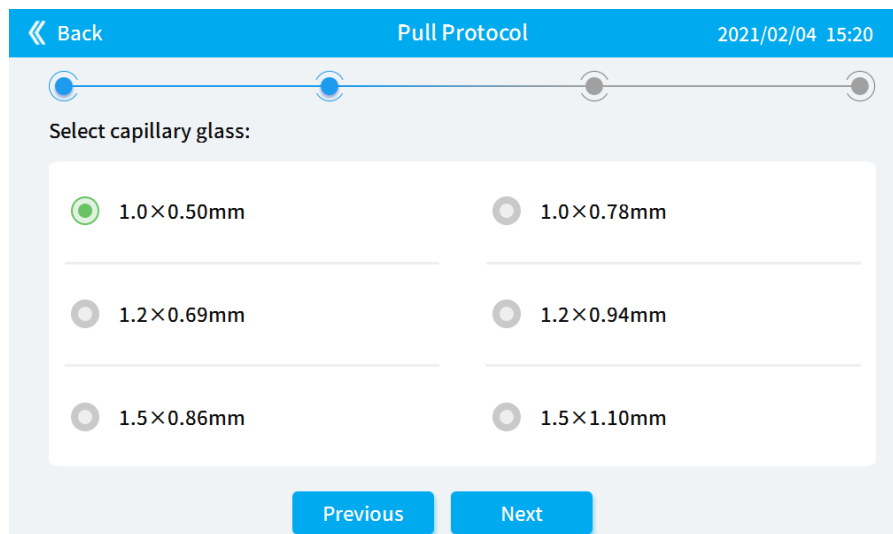 Back Pull Protocol 2021/02/04 15:20
Select capillary glass:
1.0×0.50mm 1.0×0.78mm
1.2×0.69mm 1.2×0.94mm
1.5×0.86mm 1.5×1.10mm
Previous Next